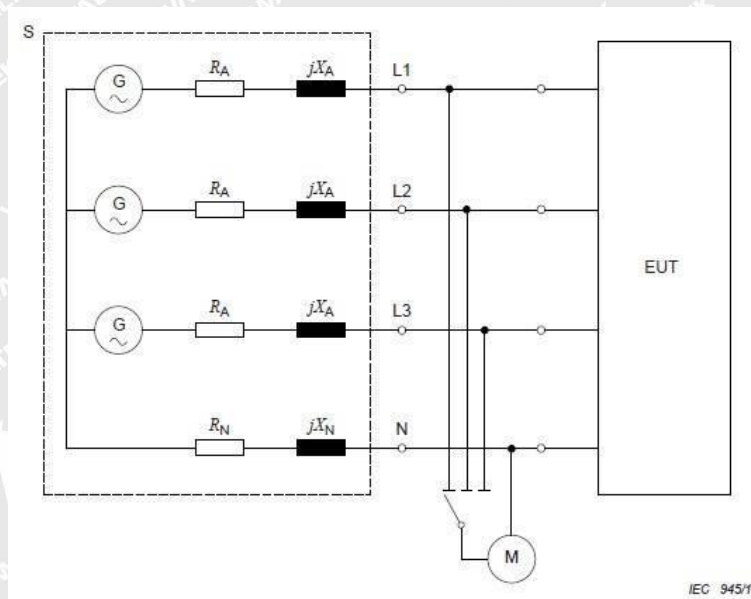 S
G
R_A
jX_A
L1
G
R_A
jX_A
L2
EUT
G
R_A
jX_A
L3
R_N
jX_N
N
M
IEC 945/1